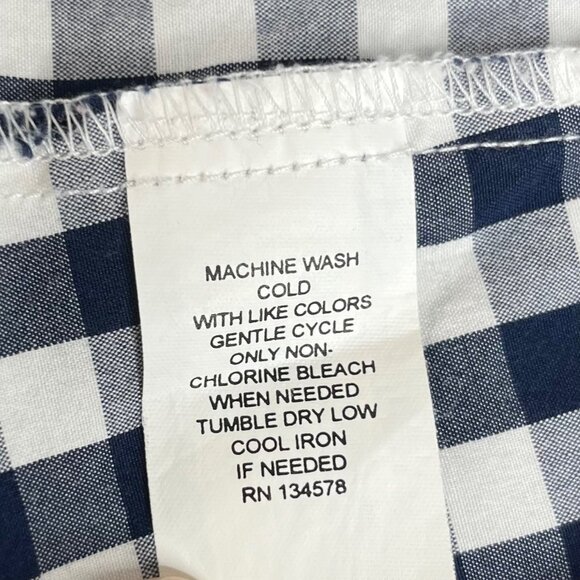 MACHINE WASH
COLD
WITH LIKE COLORS
GENTLE CYCLE
ONLY NON-
CHLORINE BLEACH
WHEN NEEDED
TUMBLE DRY LOW
COOL IRON
IF NEEDED
RN 134578